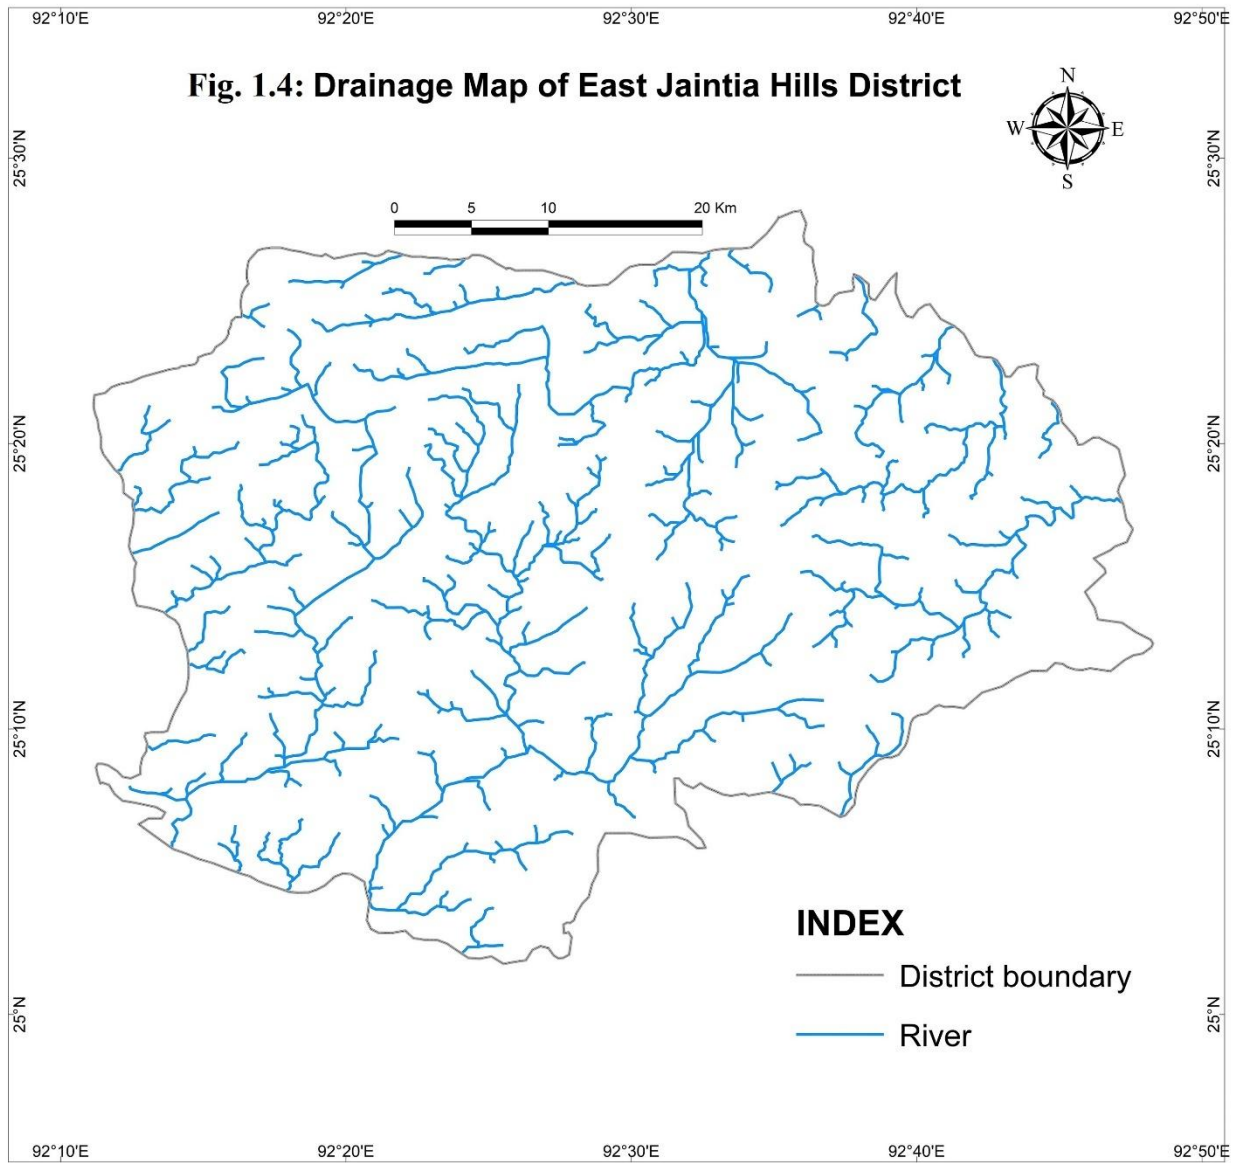 92°10'E 92°20'E 92°30'E 92°40'E 92°50'E
Fig. 1.4: Drainage Map of East Jaintia Hills District
N
W E
S
25°30'N 25°30'N
0 5 10 20 Km
25°20'N 25°20'N
25°10'N 25°10'N
INDEX
District boundary
25°N 25°N
River
92°10'E 92°20'E 92°30'E 92°40'E 92°50'E